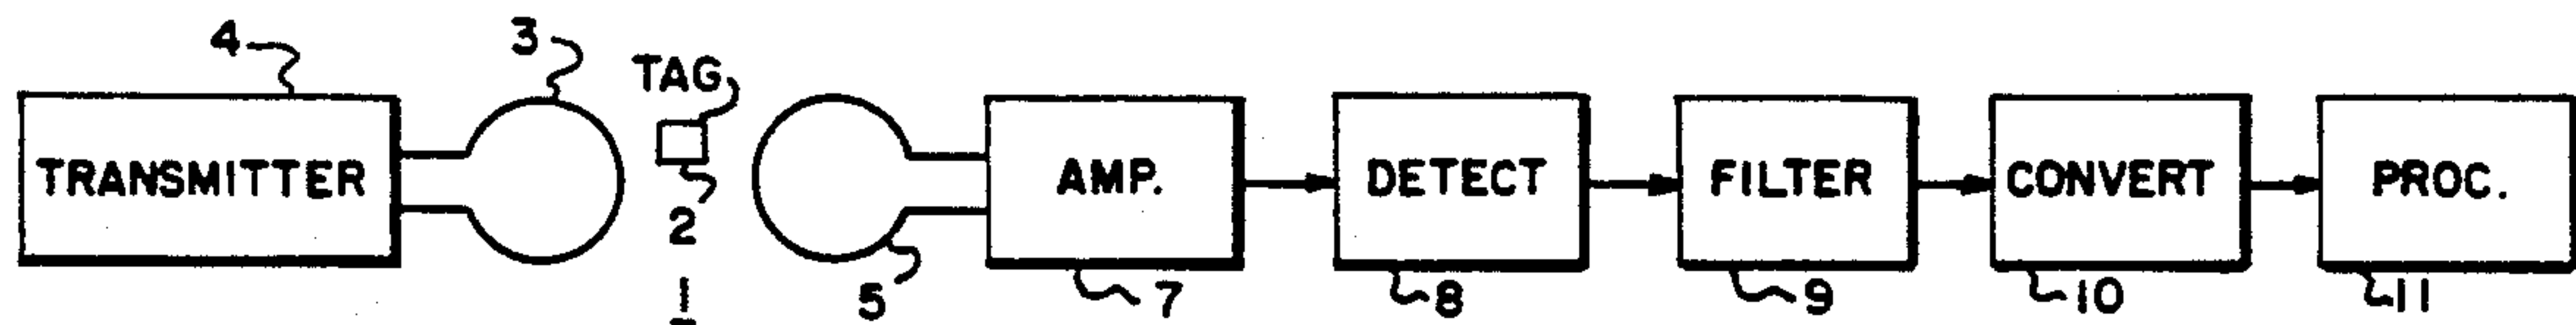 4 3 TAG
TRANSMITTER AMP. DETECT FILTER CONVERT PROC.
2
5 7 8 9 10 11
1